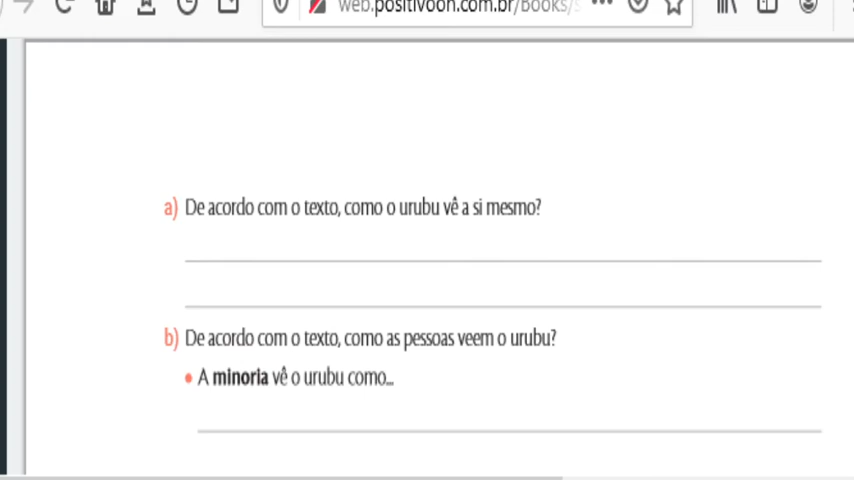 web.positivoon.com.br/Books/s
a) De acordo com o texto, como o urubu vê a si mesmo?
b) De acordo com o texto, como as pessoas veem o urubu?
• A minoria vê o urubu como...